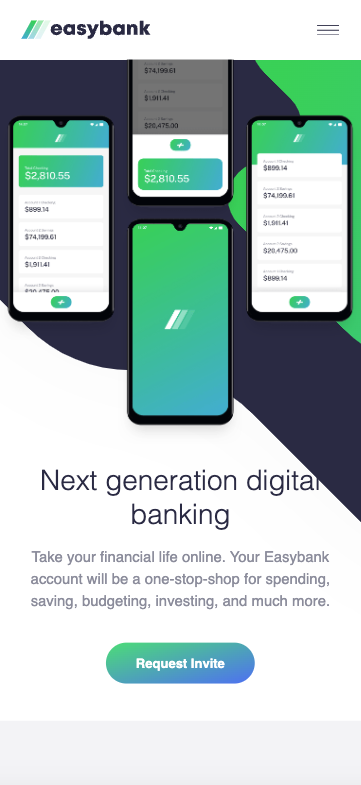 easybank
$74,199.61
$1,911.41
$20,475.00
$2,810.55
$2,810.55
$899.14
$74,199.61
$1,911.41
$20,475.00
$899.14
$74,199.61
$1,911.41
$20,475.00
$899.14
Next generation digital
banking
Take your financial life online. Your Easybank
account will be a one-stop-shop for spending,
saving, budgeting, investing, and much more.
Request Invite